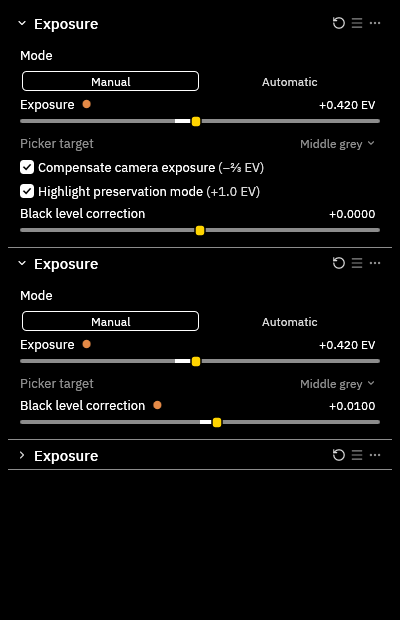 Exposure
Mode
Manual Automatic
Exposure +0.420 EV
Picker target Middle grey
Compensate camera exposure (−⅔ EV)
Highlight preservation mode (+1.0 EV)
Black level correction +0.0000
Exposure
Mode
Manual Automatic
Exposure +0.420 EV
Picker target Middle grey
Black level correction +0.0100
Exposure